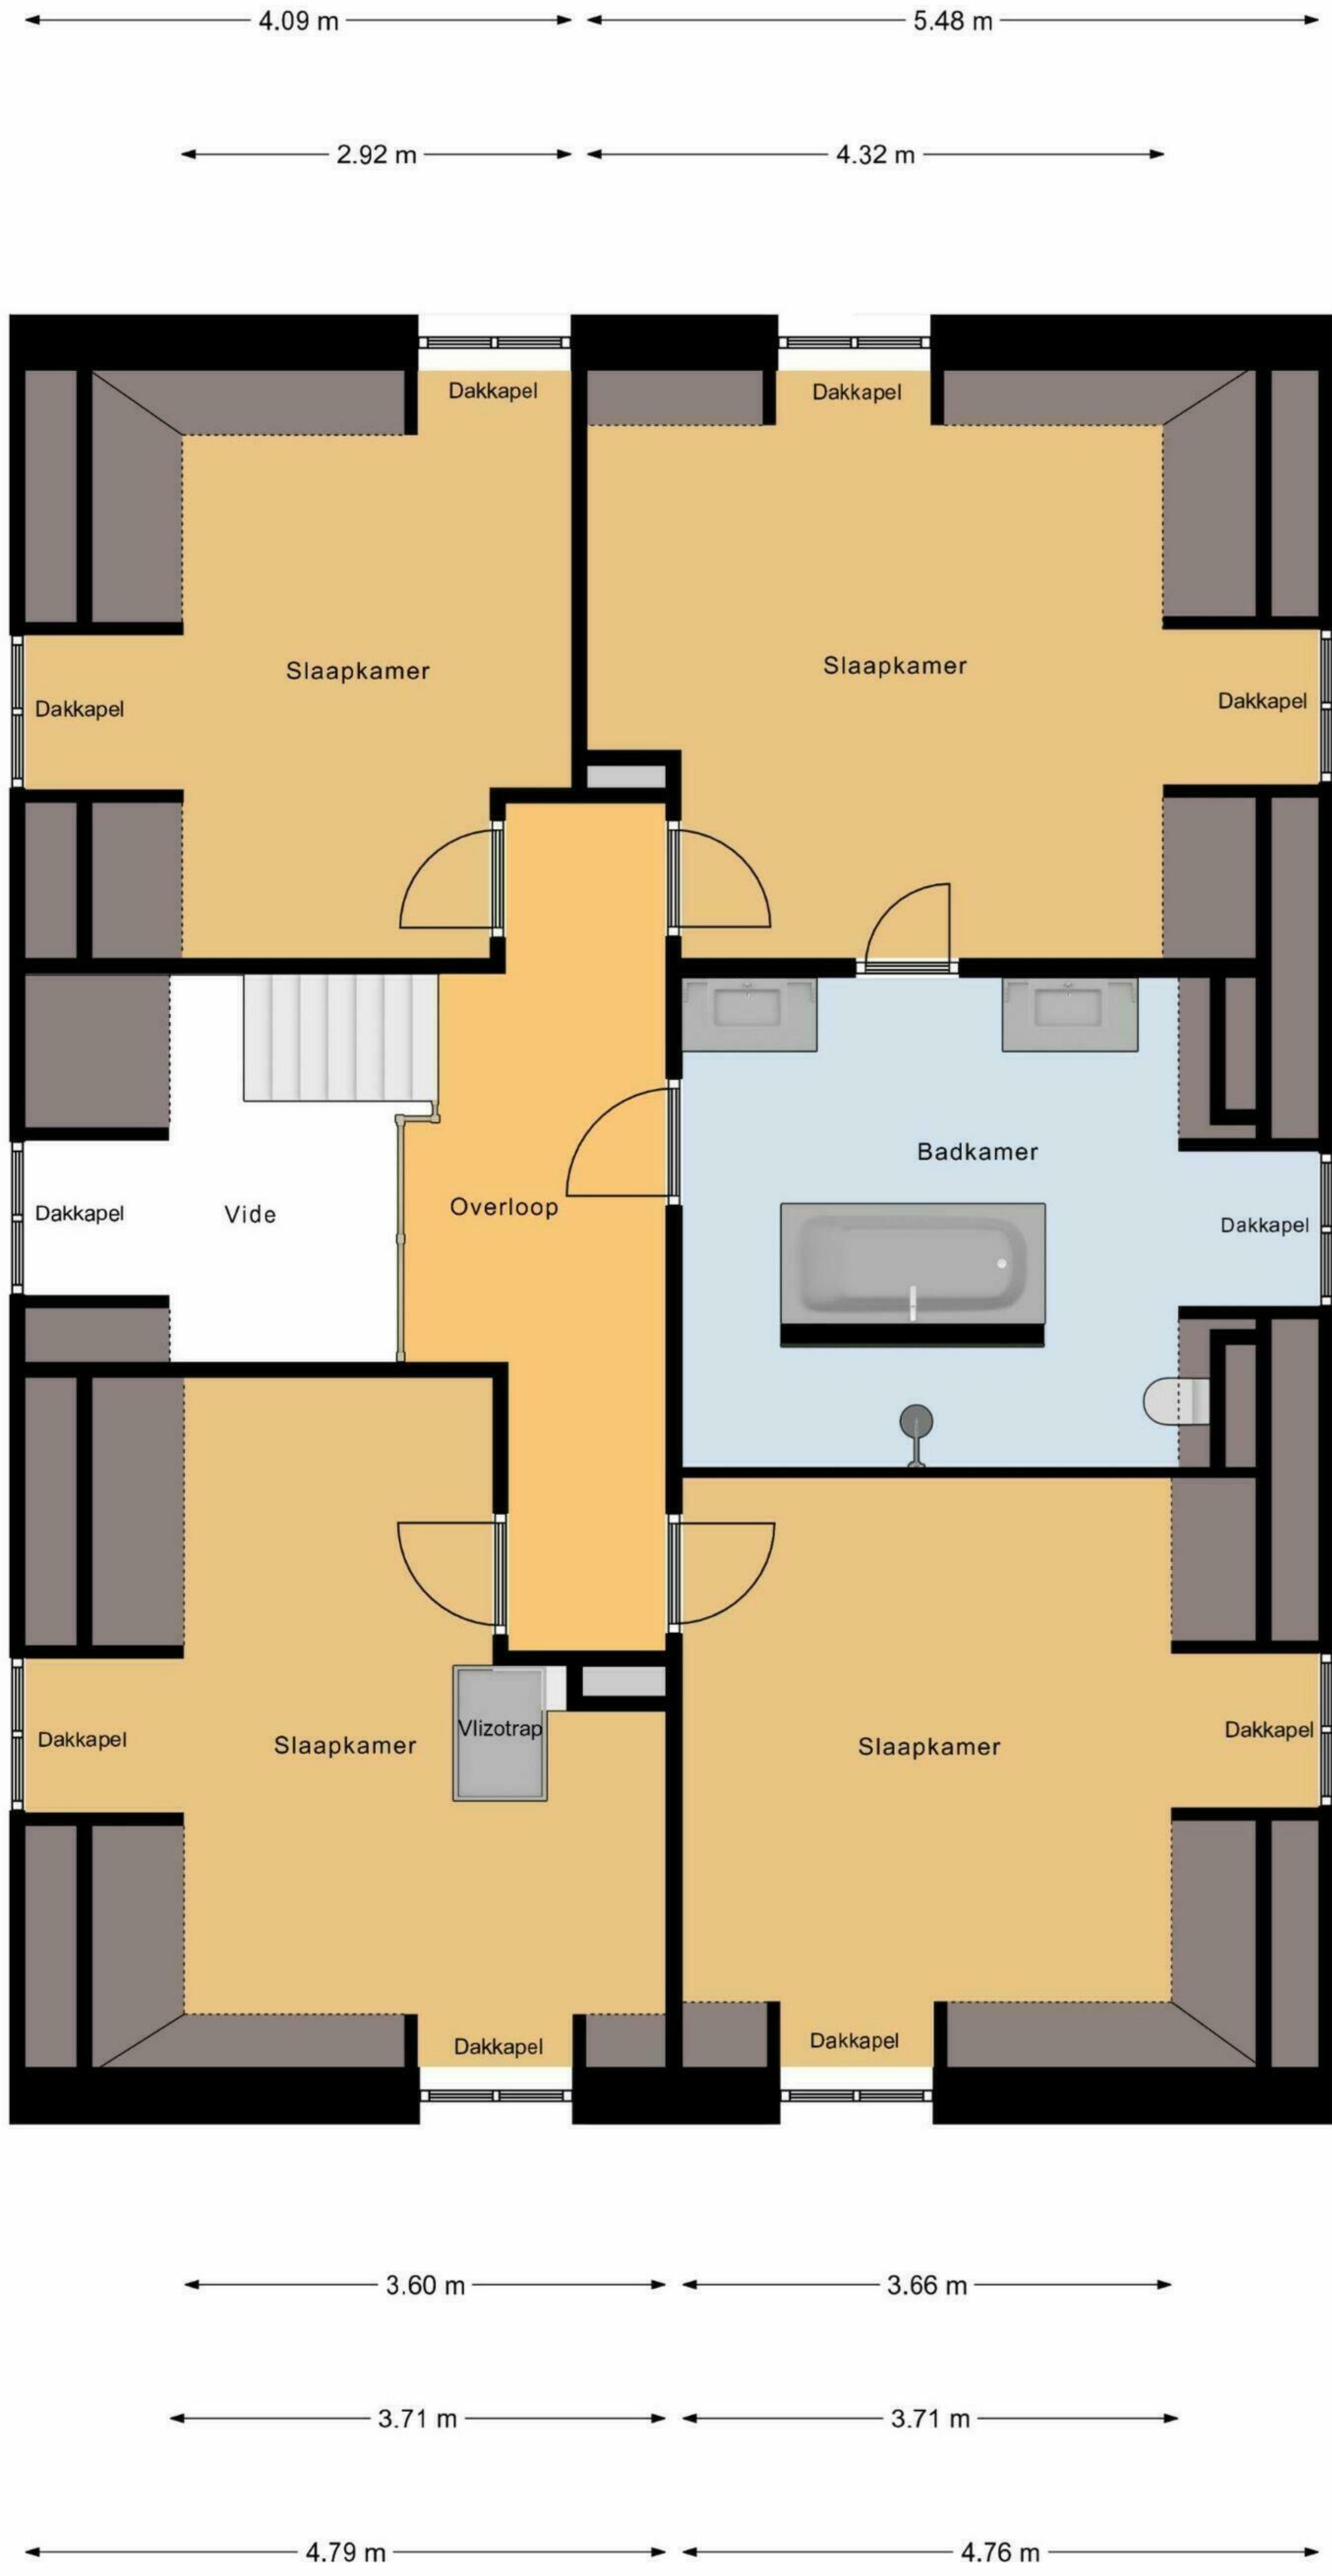 4.09 m
5.48 m
2.92 m
4.32 m
Dakkapel
Dakkapel
Slaapkamer
Slaapkamer
Dakkapel
Dakkapel
Badkamer
Overloop
Dakkapel
Vide
Dakkapel
Vlizotrap
Dakkapel
Slaapkamer
Slaapkamer
Dakkapel
Dakkapel
Dakkapel
3.60 m
3.66 m
3.71 m
3.71 m
4.79 m
4.76 m